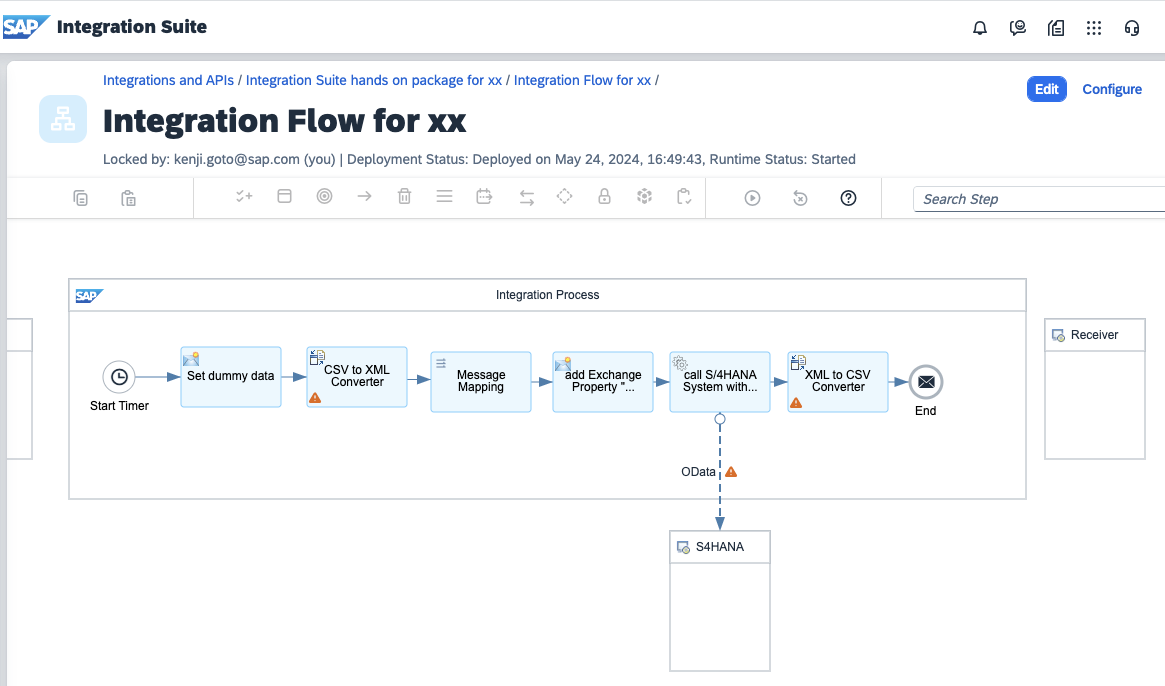 SAP Integration Suite
Integrations and APIs / Integration Suite hands on package for xx / Integration Flow for xx /
Edit
Configure
Integration Flow for xx
Locked by: kenji.goto@sap.com (you) | Deployment Status: Deployed on May 24, 2024, 16:49:43, Runtime Status: Started
Search Step
SAP
Integration Process
Start Timer
Set dummy data
CSV to XML
Converter
Message
Mapping
add Exchange
Property "...
call S/4HANA
System with...
XML to CSV
Converter
End
Receiver
OData
S4HANA